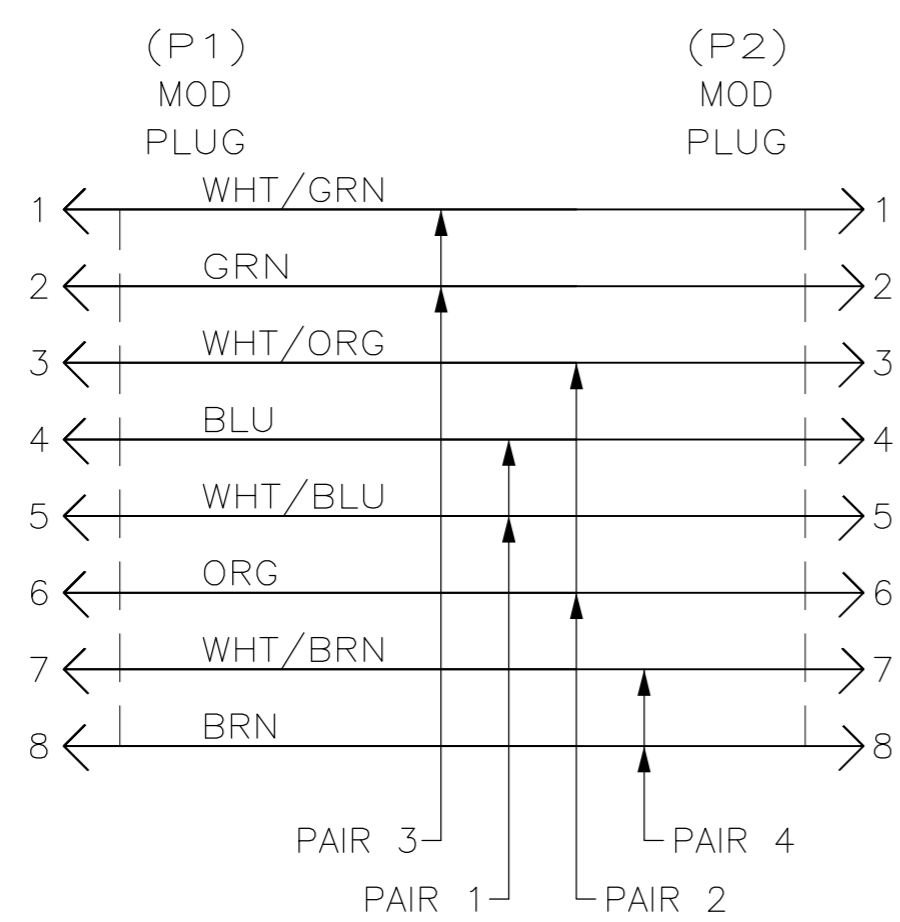 (P1) (P2)
MOD MOD
PLUG PLUG
1 WHT/GRN 1
2 GRN 2
3 WHT/ORG 3
4 BLU 4
5 WHT/BLU 5
6 ORG 6
7 WHT/BRN 7
8 BRN 8
PAIR 3 PAIR 4
PAIR 1 PAIR 2